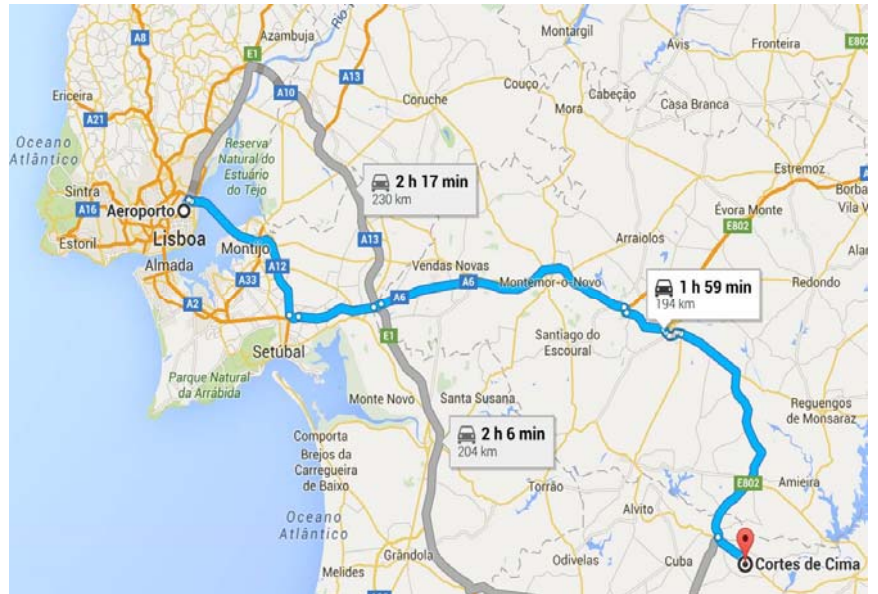 A8
E1
Azambuja
Rio
Montargil
Avis
Fronteira
E802
Ericeira
A21
A10
A13
Coruche
Couço
Cabeção
Mora
Casa Branca
Oceano
Atlântico
Reserva
Natural do
Estuário
do Tejo
2 h 17 min
230 km
Estremoz
Sintra
A16
Aeroporto
Évora Monte
Borba
Vila
Estoril
Lisboa
Montijo
A13
Arraiolos
E802
Almada
A12
Vendas Novas
A33
A6
A6
Montemor-o-Novo
1 h 59 min
194 km
Redondo
A2
E1
Santiago do
Escoural
Setúbal
Parque Natural
da Arrábida
Monte Novo
Santa Susana
Reguengos
de Monsaraz
2 h 6 min
204 km
Comporta
Brejos da
Carregueira
de Baixo
E802
Amieira
Torrão
Alvito
Oceano
Atlântico
Grândola
Odivelas
Cuba
Cortes de Cima
Melides